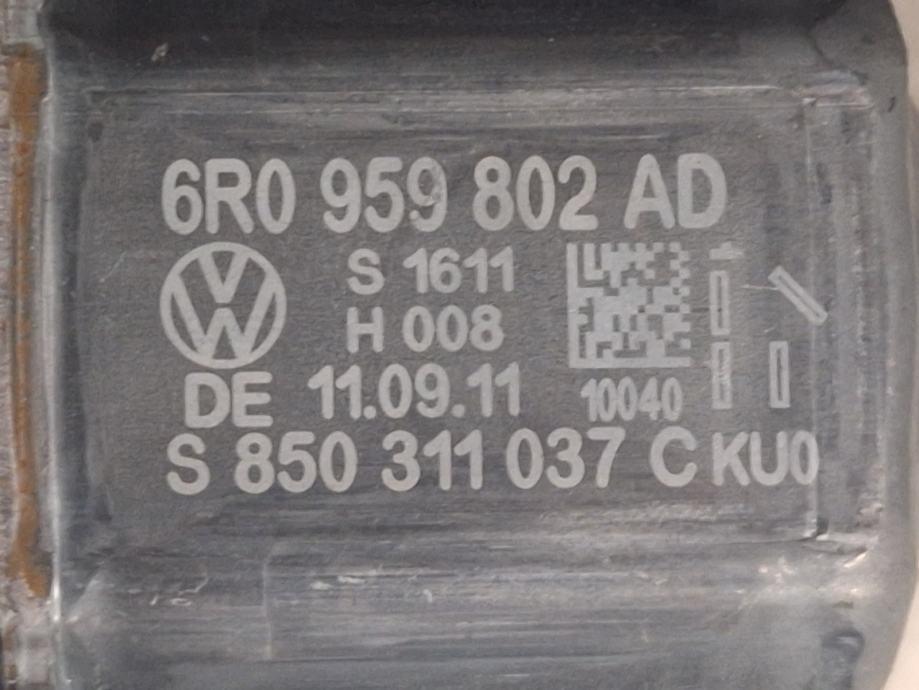 6R0 959 802 AD
S 1611
H 008
DE 11.09.11
10040
S 850 311 037 C KU0